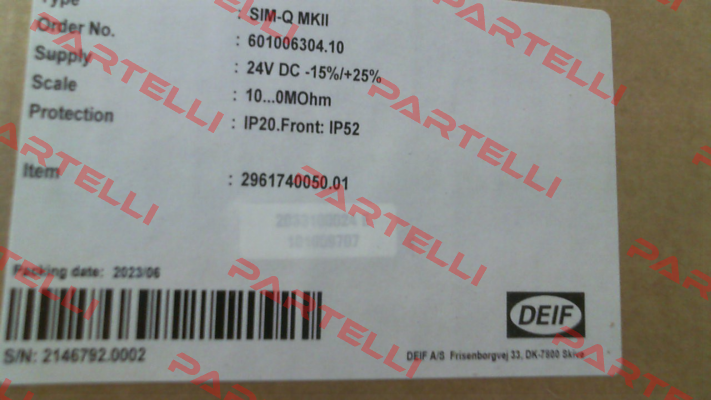 Type : SIM-Q MKII
Order No. : 601006304.10
Supply : 24V DC -15%/+25%
Scale : 10...0MOhm
Protection : IP20.Front: IP52
Item : 2961740050.01
Packing date: 2023/06
S/N: 2146792.0002
DEIF
DEIF A/S Frisenborgvej 33, DK-7800 Skive
PARTELLI
PARTELLI
PARTELLI
PARTELLI
PARTELLI
PARTELLI
PARTELLI